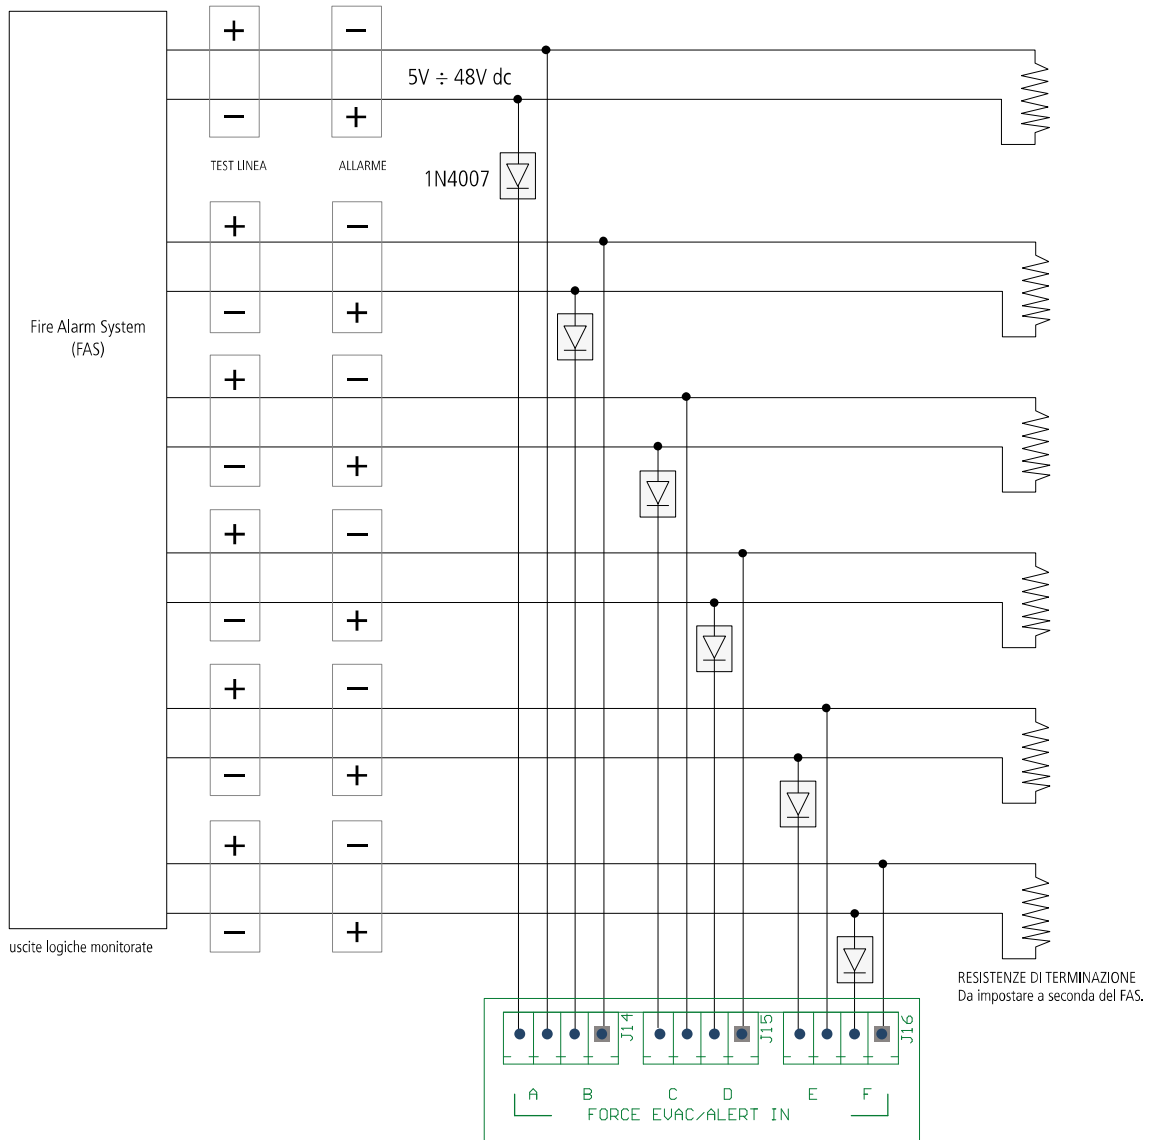 + −
5V ÷ 48V dc
− +
TEST LINEA ALLARME
1N4007
+ −
− +
Fire Alarm System
(FAS)
+ −
− +
+ −
− +
+ −
− +
+ −
− +
uscite logiche monitorate
RESISTENZE DI TERMINAZIONE
Da impostare a seconda del FAS.
J14 J15 J16
A B C D E F
FORCE EVAC/ALERT IN